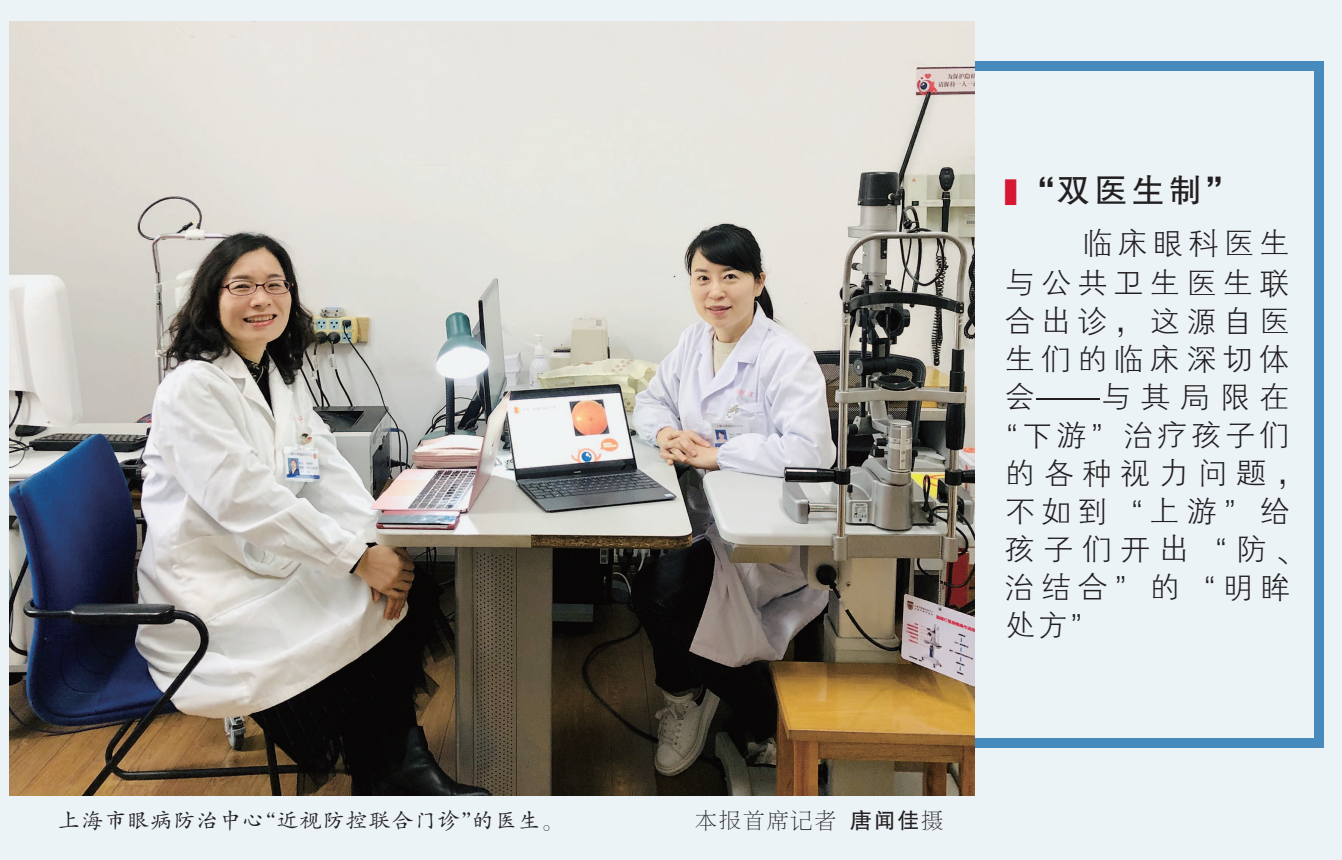 “双医生制”
临床眼科医生
与公共卫生医生联
合出诊，这源自医
生们的临床深切体
会——与其局限在
“下游”治疗孩子们
的各种视力问题，
不如到“上游”给
孩子们开出“防、
治结合”的“明眸
处方”
上海市眼病防治中心“近视防控联合门诊”的医生。
本报首席记者 唐闻佳摄